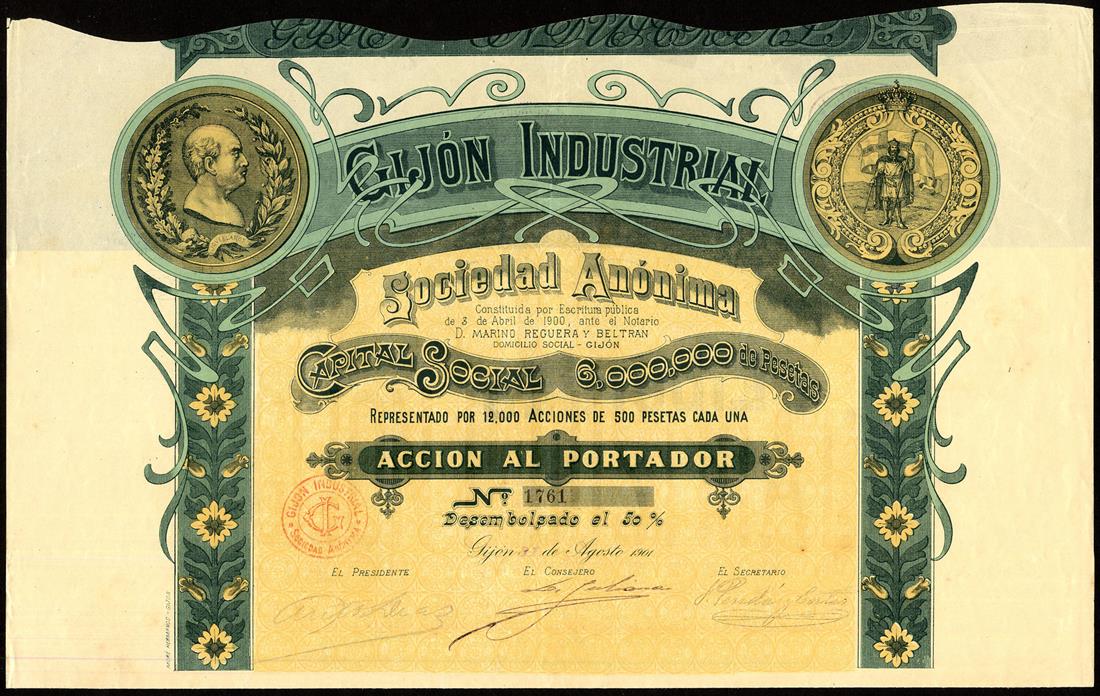 GIJÓN INDUSTRIAL
Sociedad Anónima
Constituida por Escritura pública
de 3 de Abril de 1900, ante el Notario
D. MARINO REGUERA Y BELTRAN
DOMICILIO SOCIAL - GIJÓN
CAPITAL SOCIAL 6,000,000 de Pesetas
REPRESENTADO POR 12,000 ACCIONES DE 500 PESETAS CADA UNA
ACCION AL PORTADOR
Nº 1761
Desembolsado el 50 %
GIJON INDUSTRIAL
SOCIEDAD ANÓNIMA
Gijón de Agosto 1901
EL PRESIDENTE
EL CONSEJERO
EL SECRETARIO